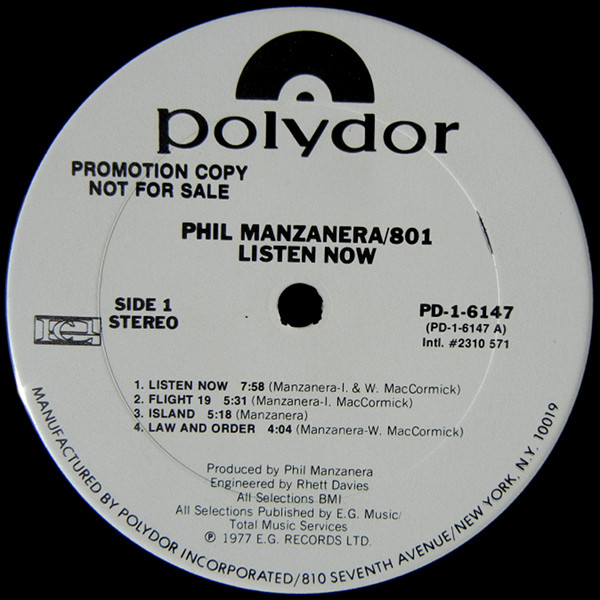 polydor
PROMOTION COPY
NOT FOR SALE
PHIL MANZANERA/801
LISTEN NOW
SIDE 1
STEREO
PD-1-6147
(PD-1-6147 A)
Intl. #2310 571
EG
1. LISTEN NOW 7:58 (Manzanera-I. & W. MacCormick)
2. FLIGHT 19 5:31 (Manzanera-I. MacCormick)
3. ISLAND 5:18 (Manzanera)
4. LAW AND ORDER 4:04 (Manzanera-W. MacCormick)
Produced by Phil Manzanera
Engineered by Rhett Davies
All Selections BMI
All Selections Published by E.G. Music/
Total Music Services
℗ 1977 E.G. RECORDS LTD.
MANUFACTURED BY POLYDOR INCORPORATED/810 SEVENTH AVENUE/NEW YORK, N.Y. 10019